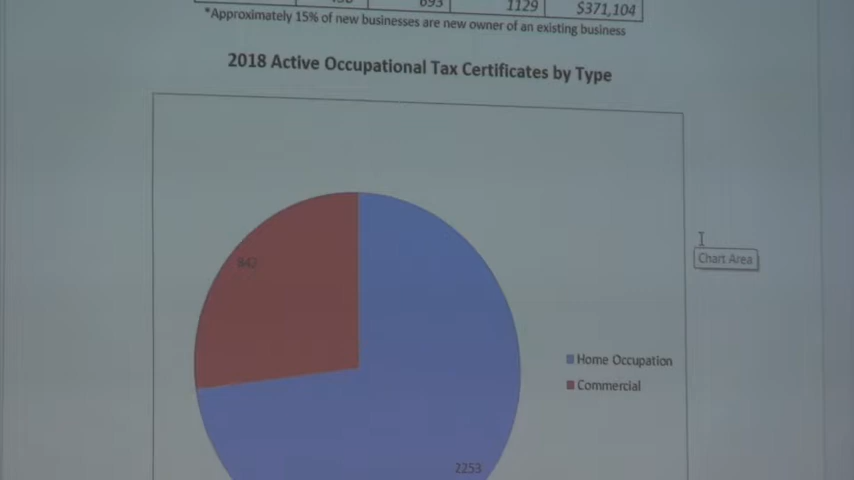 693 1129 $371,104
*Approximately 15% of new businesses are new owner of an existing business
2018 Active Occupational Tax Certificates by Type
842
Chart Area
Home Occupation
Commercial
2253